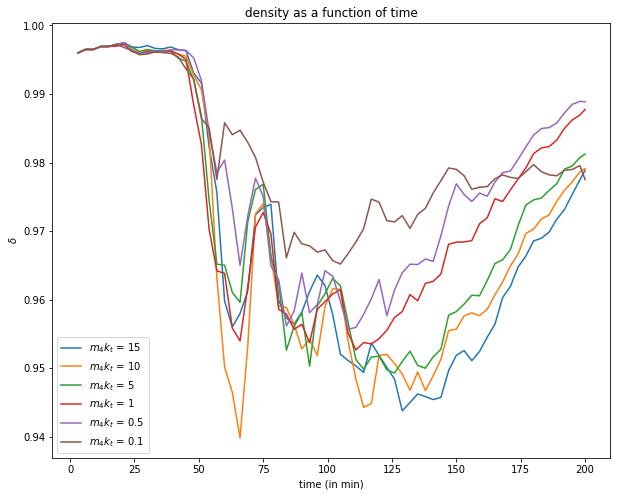 density as a function of time
1.00
0.99
0.98
0.97
0.96
0.95
0.94
δ
m₄kₜ = 15
m₄kₜ = 10
m₄kₜ = 5
m₄kₜ = 1
m₄kₜ = 0.5
m₄kₜ = 0.1
0 25 50 75 100 125 150 175 200
time (in min)